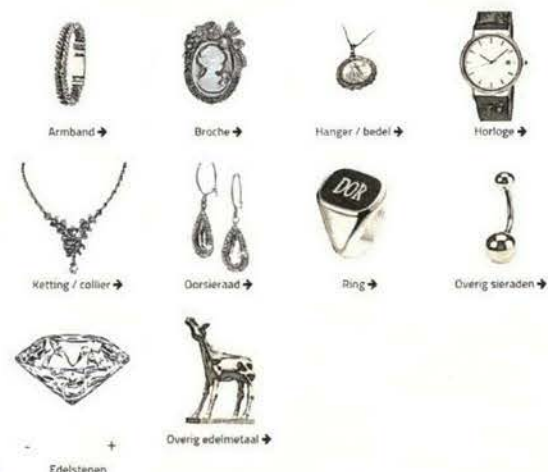 Armband →
Broche →
Hanger / bedel →
Horloge →
Ketting / collier →
Oorsieraad →
DOR
Ring →
Overig sieraden →
- +
Edelstenen
Overig edelmetaal →